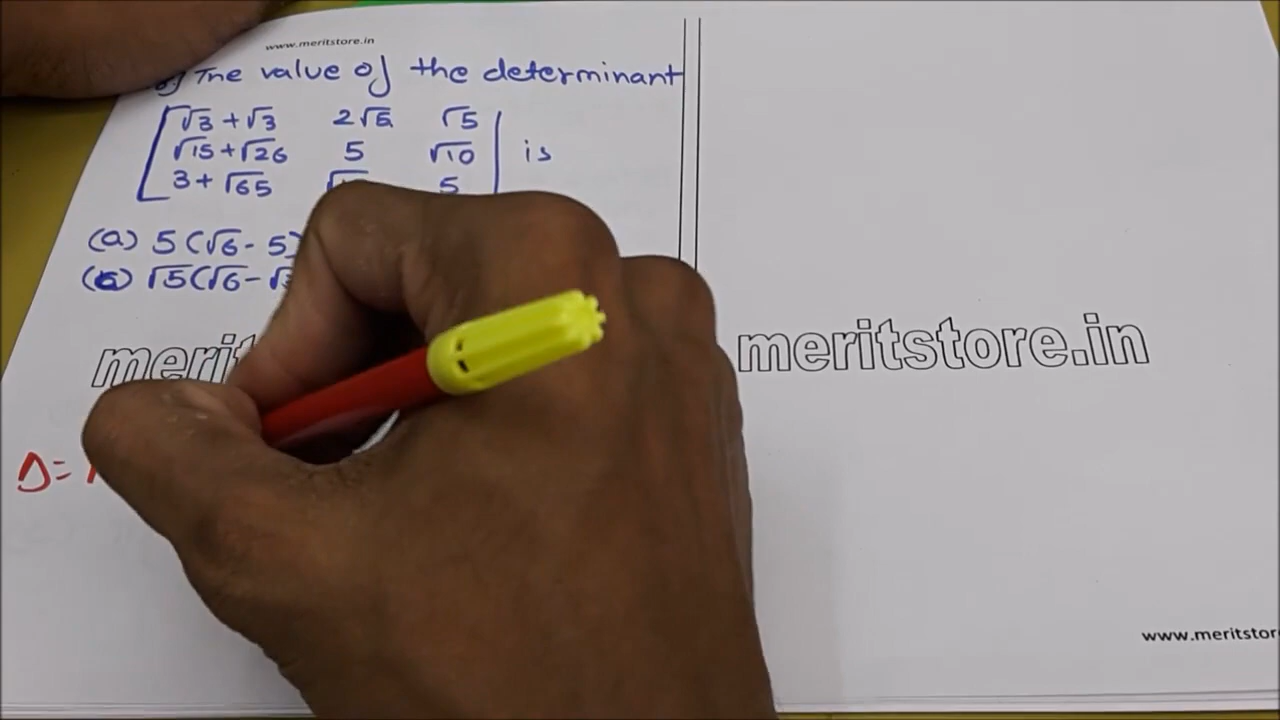 www.meritstore.in
The value of the determinant
√3 + √3 2√5 √5
√15 + √26 5 √10 is
3 + √65 5
(a) 5 (√6 - 5)
(c) √5(√6 -
merit
meritstore.in
Δ=
www.meritstor